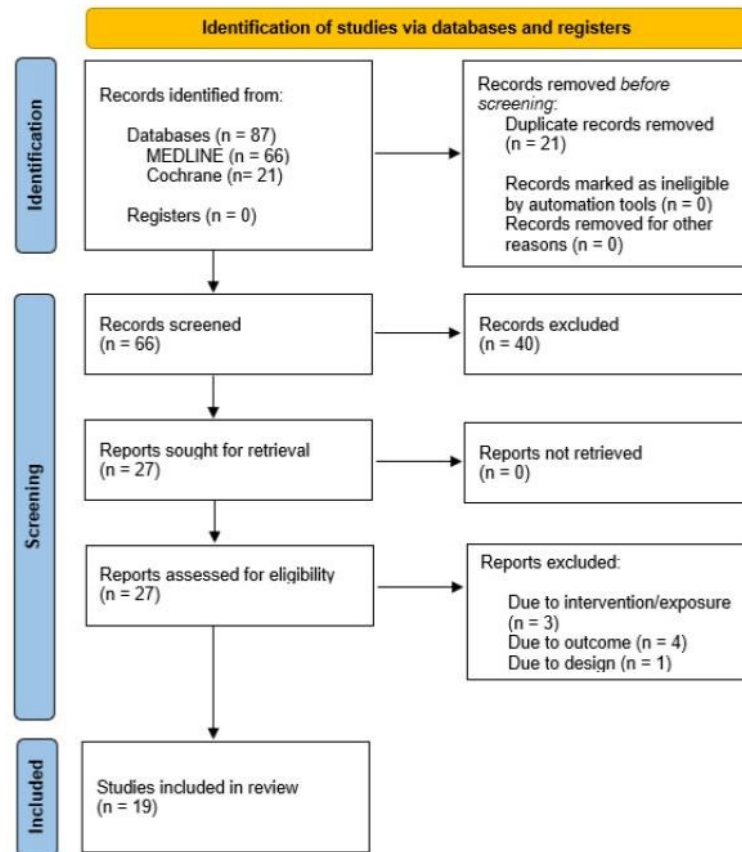 Identification of studies via databases and registers
Identification
Records identified from:
Databases (n = 87)
MEDLINE (n = 66)
Cochrane (n= 21)
Registers (n = 0)
Records removed before
screening:
Duplicate records removed
(n = 21)
Records marked as ineligible
by automation tools (n = 0)
Records removed for other
reasons (n = 0)
Screening
Records screened
(n = 66)
Records excluded
(n = 40)
Reports sought for retrieval
(n = 27)
Reports not retrieved
(n = 0)
Reports assessed for eligibility
(n = 27)
Reports excluded:
Due to intervention/exposure
(n = 3)
Due to outcome (n = 4)
Due to design (n = 1)
Included
Studies included in review
(n = 19)